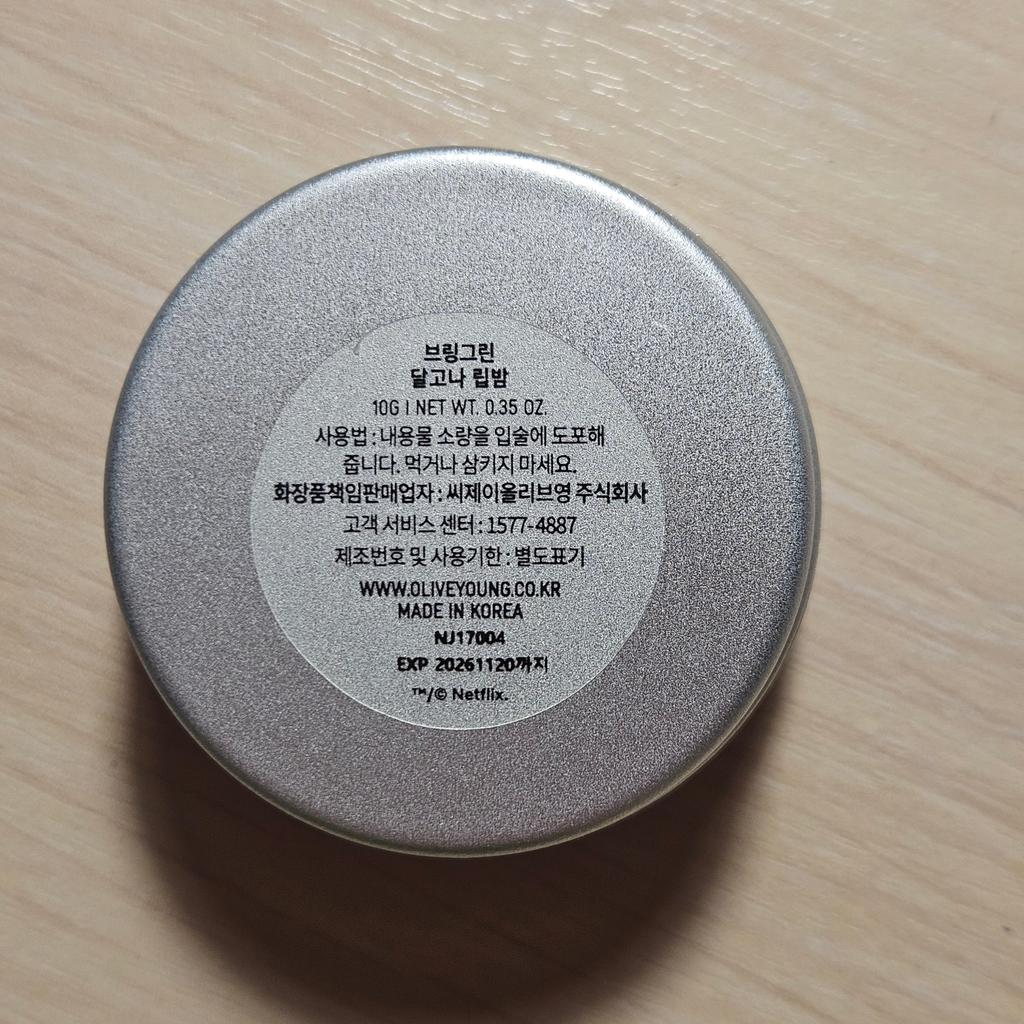 브링그린
달고나 립밤
10G I NET WT. 0.35 OZ.
사용법 : 내용물 소량을 입술에 도포해
줍니다. 먹거나 삼키지 마세요.
화장품책임판매업자 : 씨제이올리브영 주식회사
고객 서비스 센터 : 1577-4887
제조번호 및 사용기한 : 별도표기
WWW.OLIVEYOUNG.CO.KR
MADE IN KOREA
NJ17004
EXP 20261120까지
™/© Netflix.